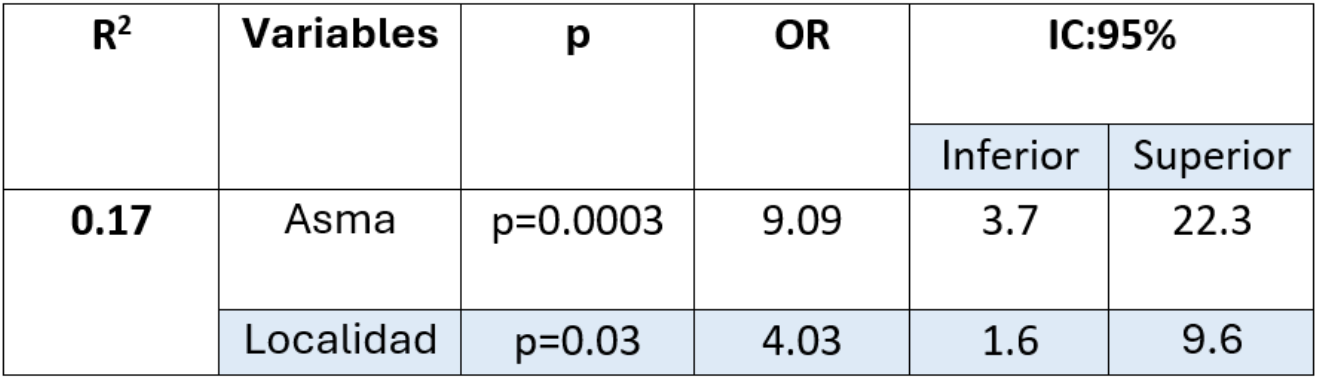 R² Variables p OR IC:95%
Inferior Superior
0.17 Asma p=0.0003 9.09 3.7 22.3
Localidad p=0.03 4.03 1.6 9.6